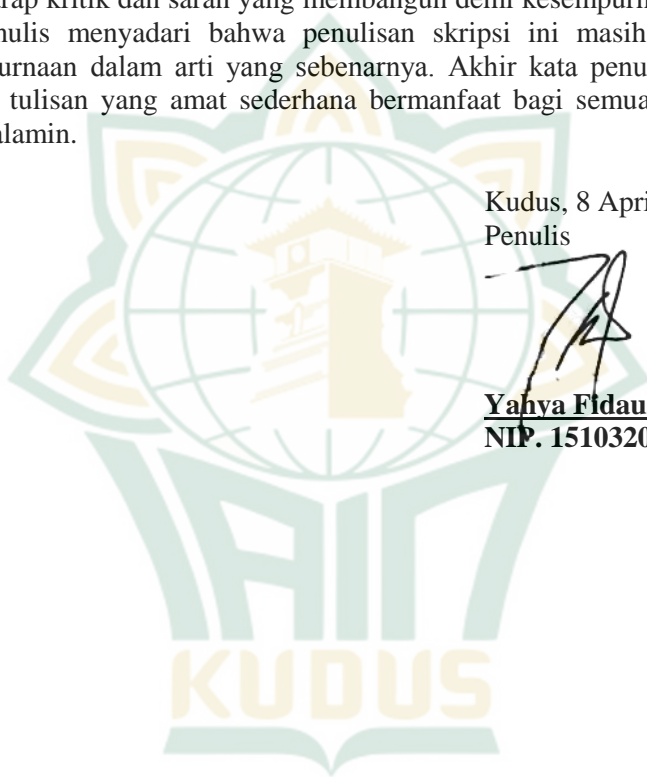 rap kritik dan saran yang membangun demi kesempurn
nulis menyadari bahwa penulisan skripsi ini masih
urnaan dalam arti yang sebenarnya. Akhir kata penu
tulisan yang amat sederhana bermanfaat bagi semua
alamin.
Kudus, 8 Apri
Penulis
Yahya Fidau
NIP. 1510320
IAIN
KUDUS